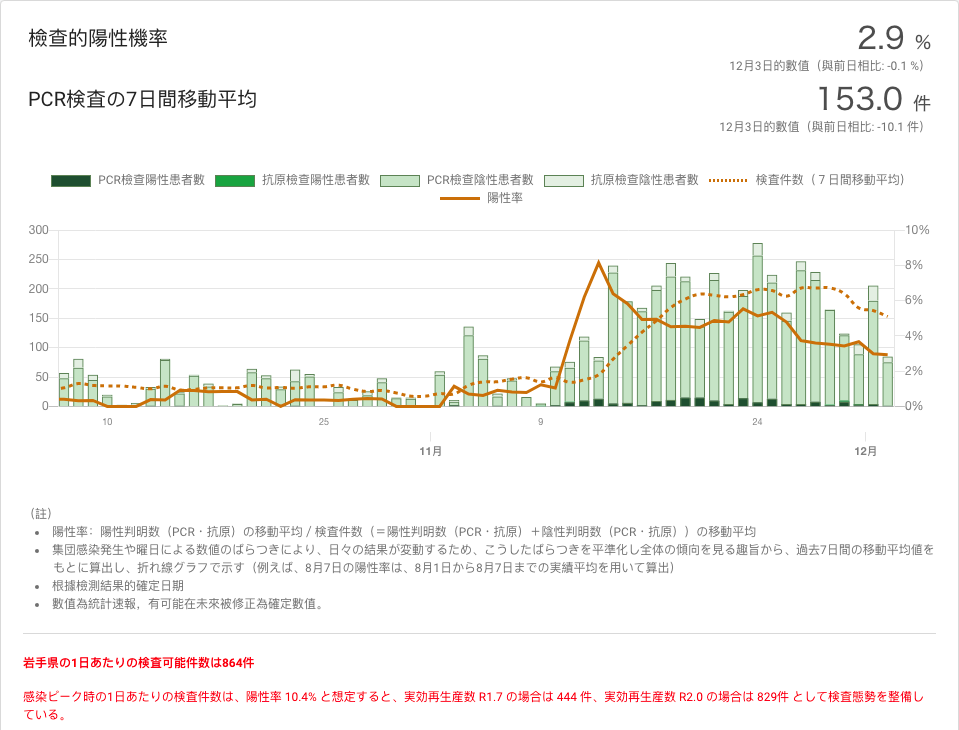 檢查的陽性機率
2.9 %
12月3日的數值（與前日相比: -0.1 %）
PCR検査の7日間移動平均
153.0 件
12月3日的數值（與前日相比: -10.1 件）
PCR檢查陽性患者數 抗原檢查陽性患者數 PCR檢查陰性患者數 抗原檢查陰性患者數 検査件数（７日間移動平均）
陽性率
300 10%
250 8%
200 6%
150 4%
100 2%
50 0%
0
10 25 9 24
11月 12月
（註）
• 陽性率：陽性判明数（PCR・抗原）の移動平均 / 検査件数（＝陽性判明数（PCR・抗原）＋陰性判明数（PCR・抗原））の移動平均
• 集団感染発生や曜日による数値のばらつきにより、日々の結果が変動するため、こうしたばらつきを平準化し全体の傾向を見る趣旨から、過去7日間の移動平均値を
もとに算出し、折れ線グラフで示す（例えば、8月7日の陽性率は、8月1日から8月7日までの実績平均を用いて算出）
• 根據檢測結果的確定日期
• 數值為統計速報，有可能在未來被修正為確定數值。
岩手県の1日あたりの検査可能件数は864件
感染ピーク時の1日あたりの検査件数は、陽性率 10.4% と想定すると、実効再生産数 R1.7 の場合は 444 件、実効再生産数 R2.0 の場合は 829件 として検査態勢を整備し
ている。